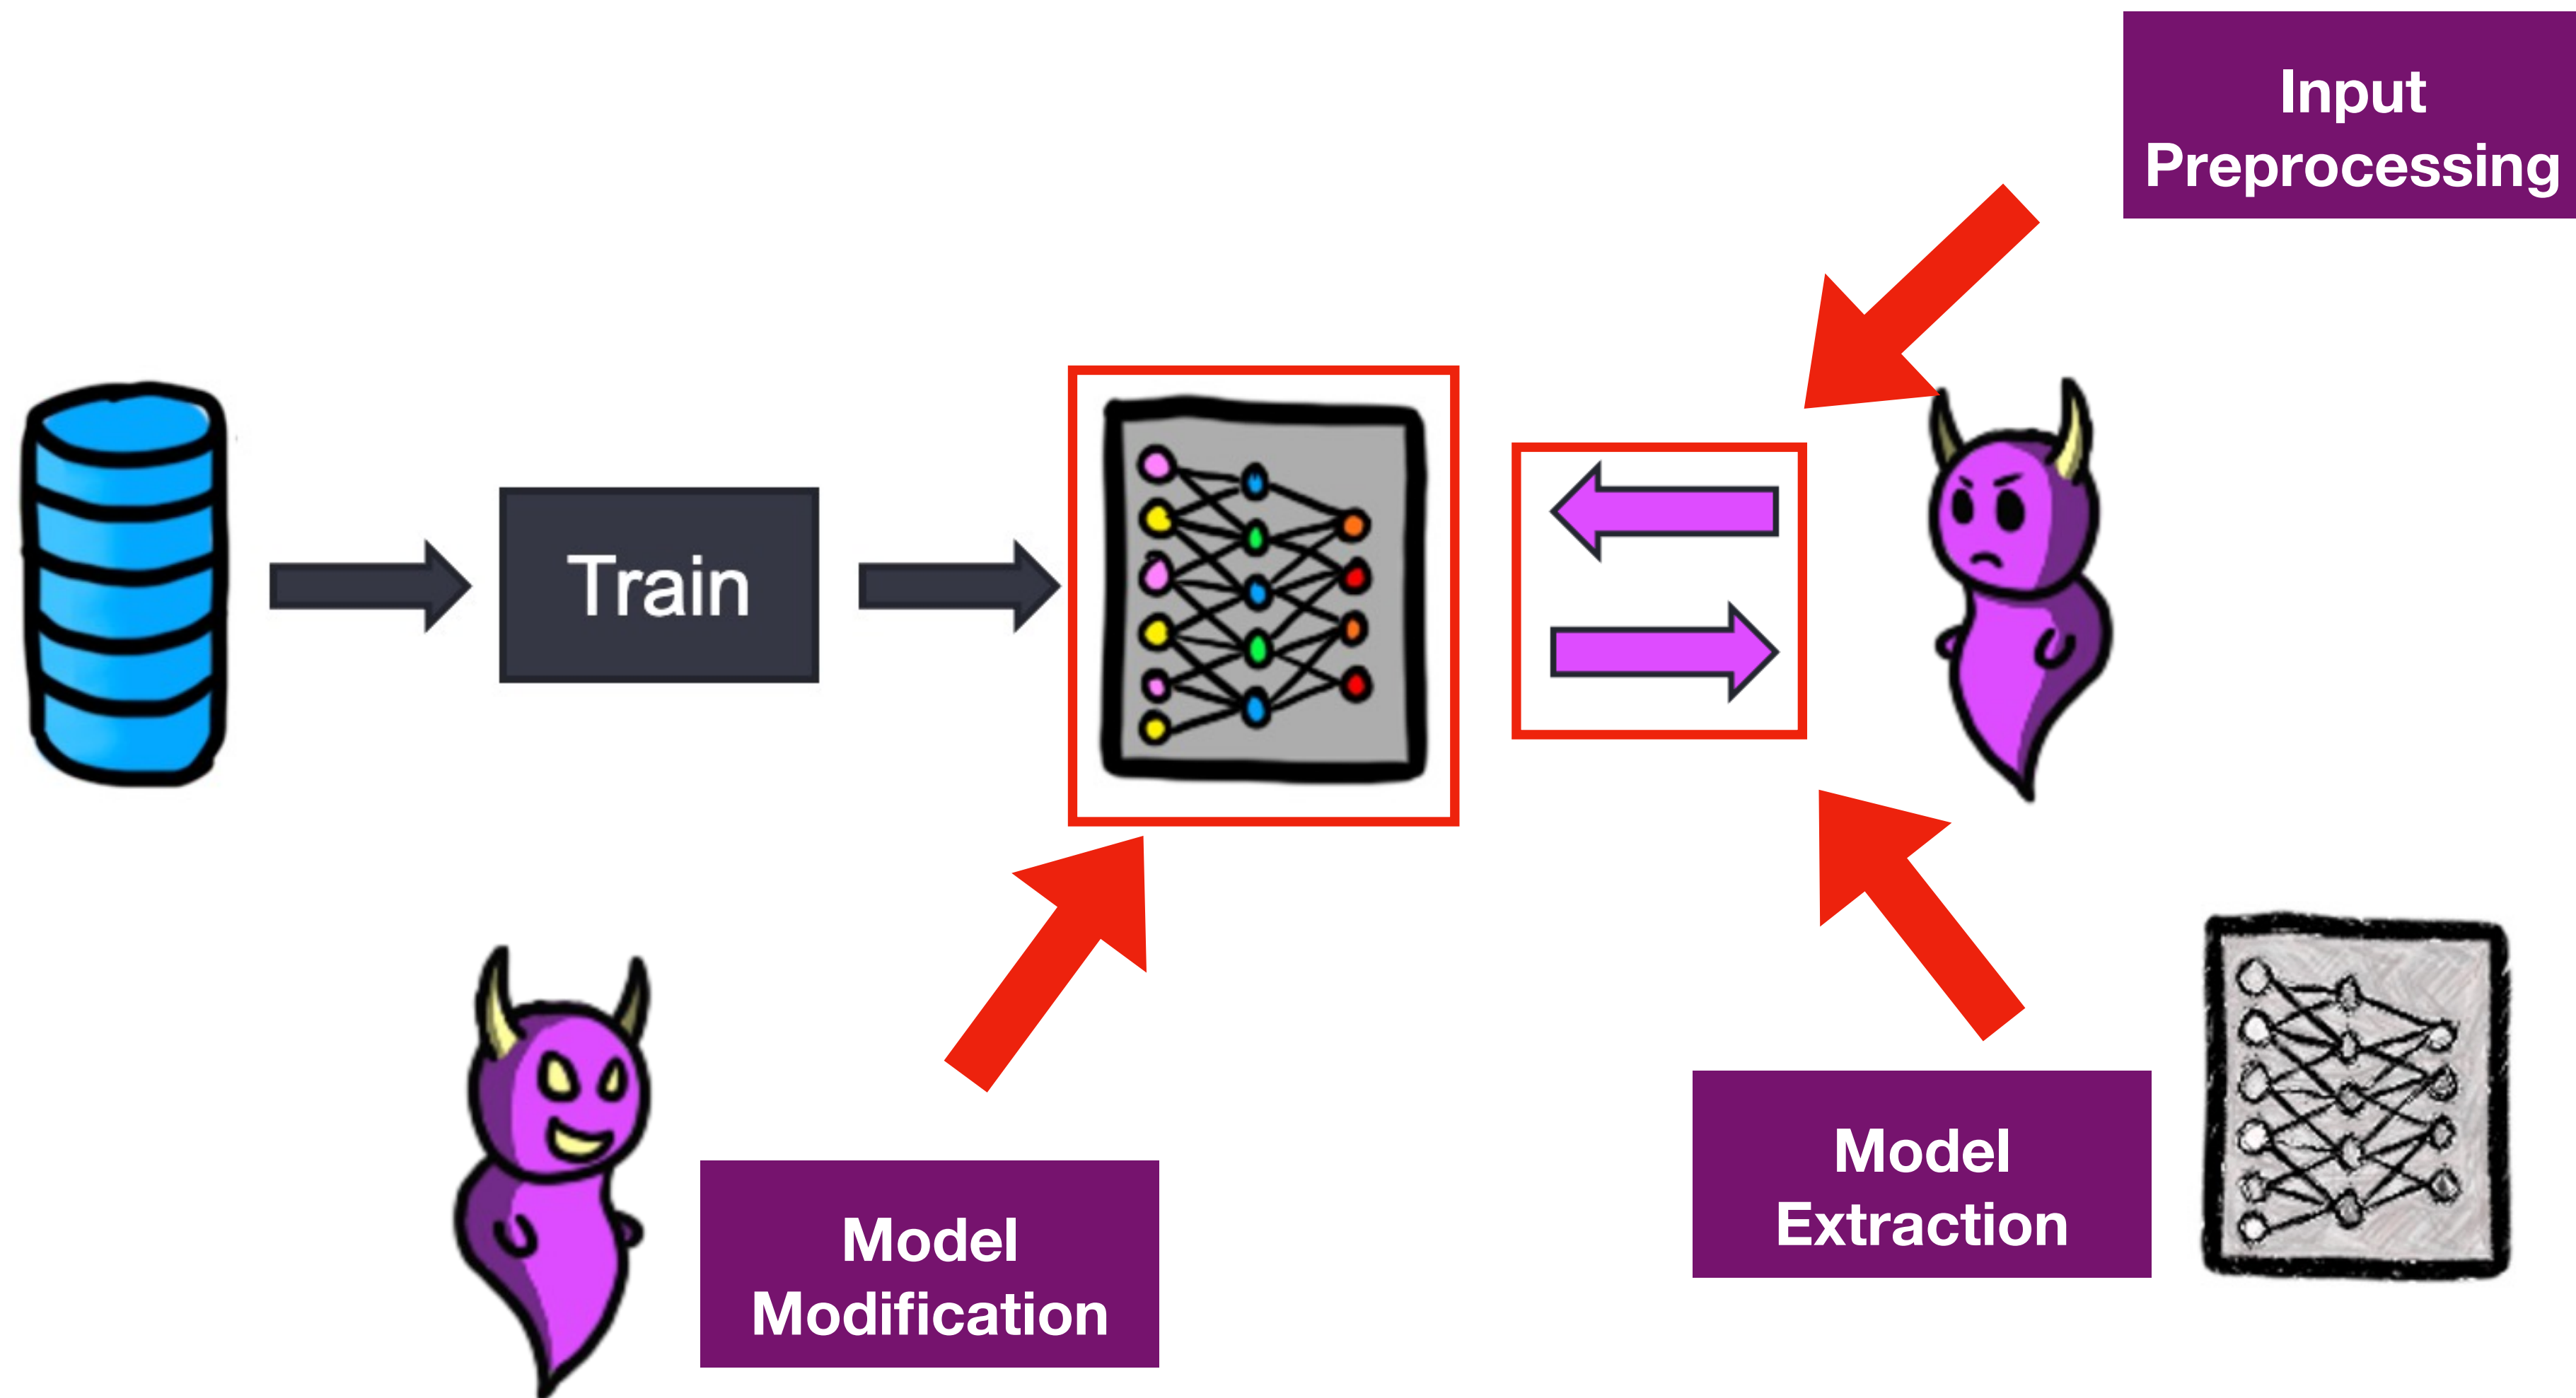 Input
Preprocessing
Train
Model
Extraction
Model
Modification